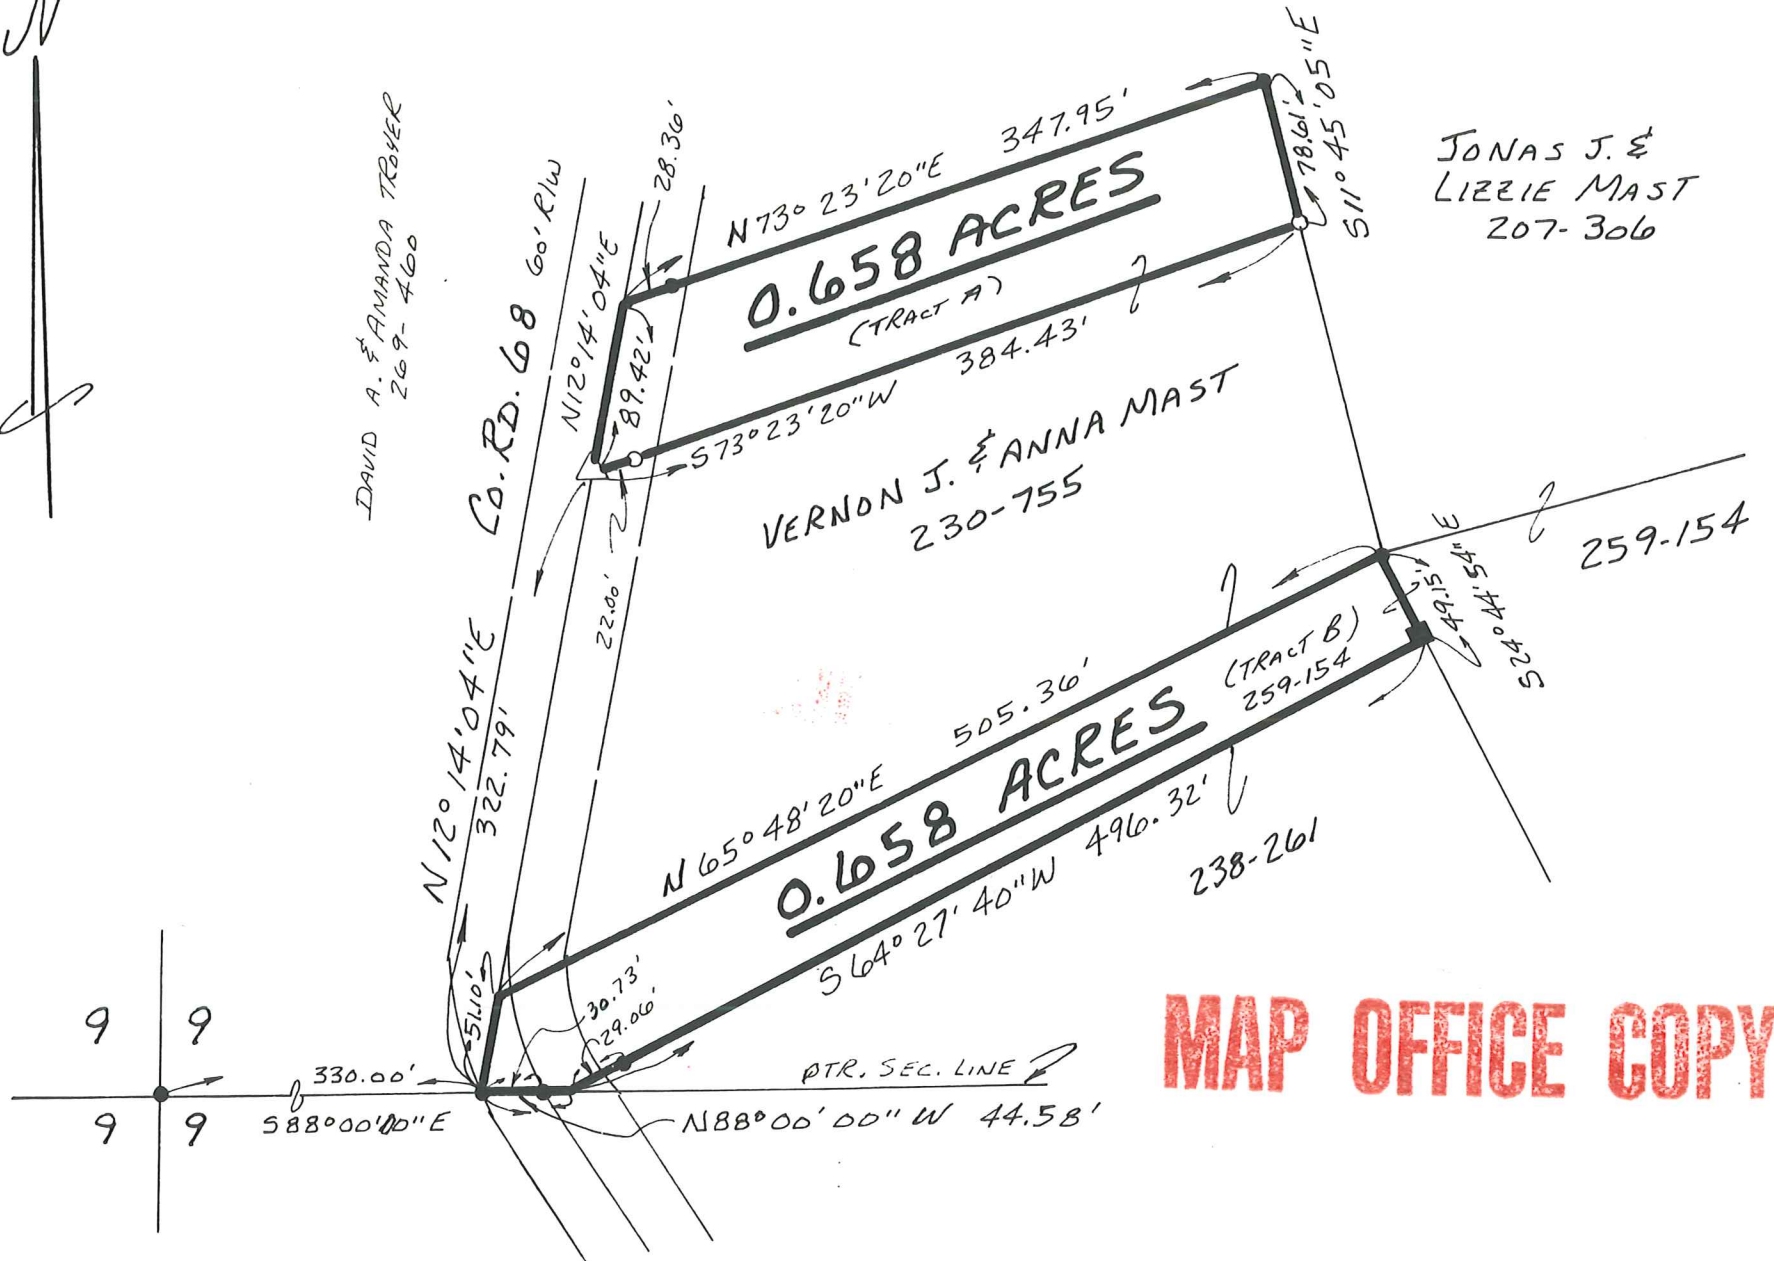 N
DAVID A. & AMANDA TROYER
269-460
Co. RD. 68 60' R/W
N12°14'04"E
89.42'
28.36'
N73°23'20"E 347.95'
0.658 ACRES
(TRACT A)
S73°23'20"W 384.43'
78.61'
S11°45'05"E
JONAS J. &
LIZZIE MAST
207-306
VERNON J. & ANNA MAST
230-755
22.00'
N12°14'04"E
322.79'
259-154
49.15'
S24°44'54"E
N65°48'20"E 505.36'
0.658 ACRES
(TRACT B)
259-154
S64°27'40"W 496.32'
238-261
51.10'
30.73'
29.06'
9 9
9 9
330.00'
S88°00'00"E
QTR. SEC. LINE
N88°00'00"W 44.58'
MAP OFFICE COPY